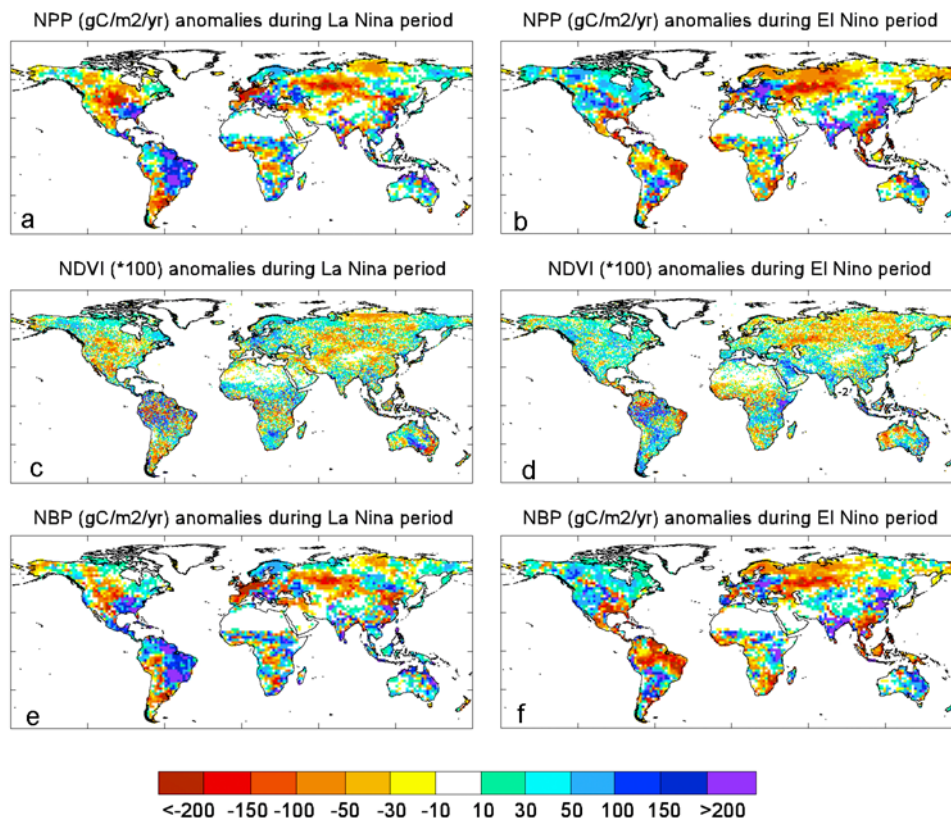 NPP (gC/m2/yr) anomalies during La Nina period
NPP (gC/m2/yr) anomalies during El Nino period
a
b
NDVI (*100) anomalies during La Nina period
NDVI (*100) anomalies during El Nino period
c
d
NBP (gC/m2/yr) anomalies during La Nina period
NBP (gC/m2/yr) anomalies during El Nino period
e
f
<-200 -150 -100 -50 -30 -10 10 30 50 100 150 >200